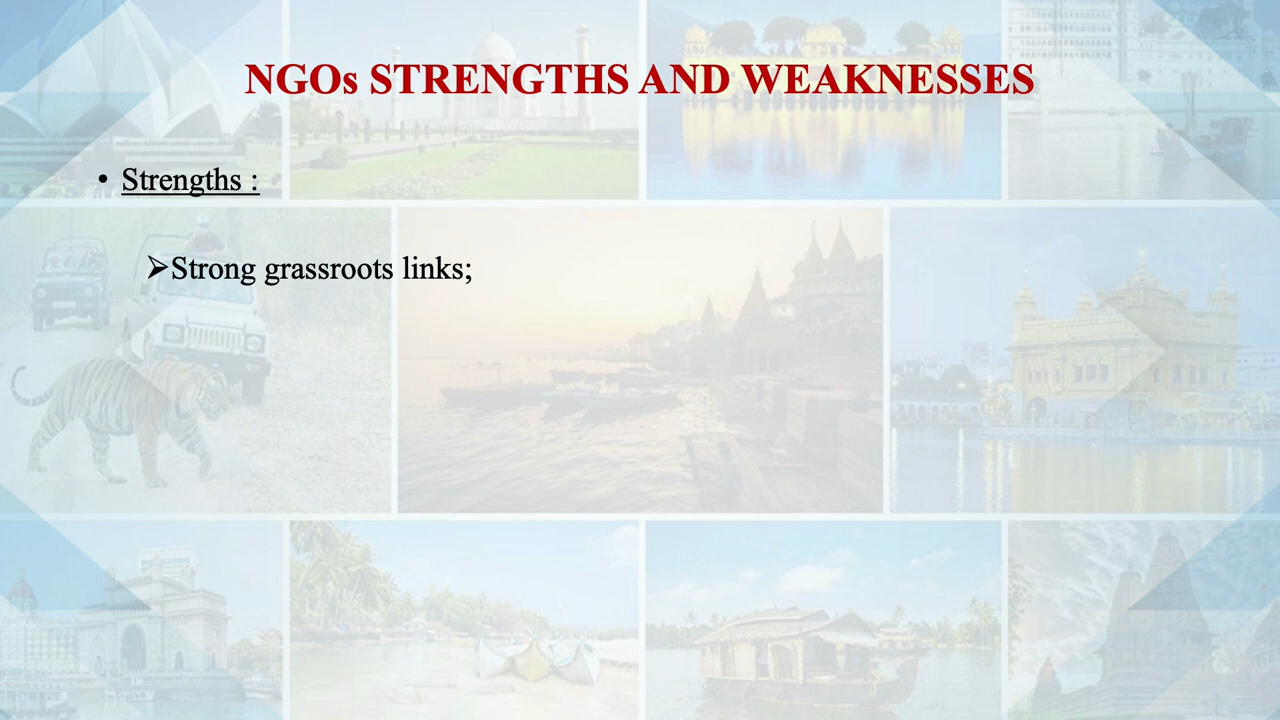 NGOs STRENGTHS AND WEAKNESSES
• Strengths :
➢Strong grassroots links;